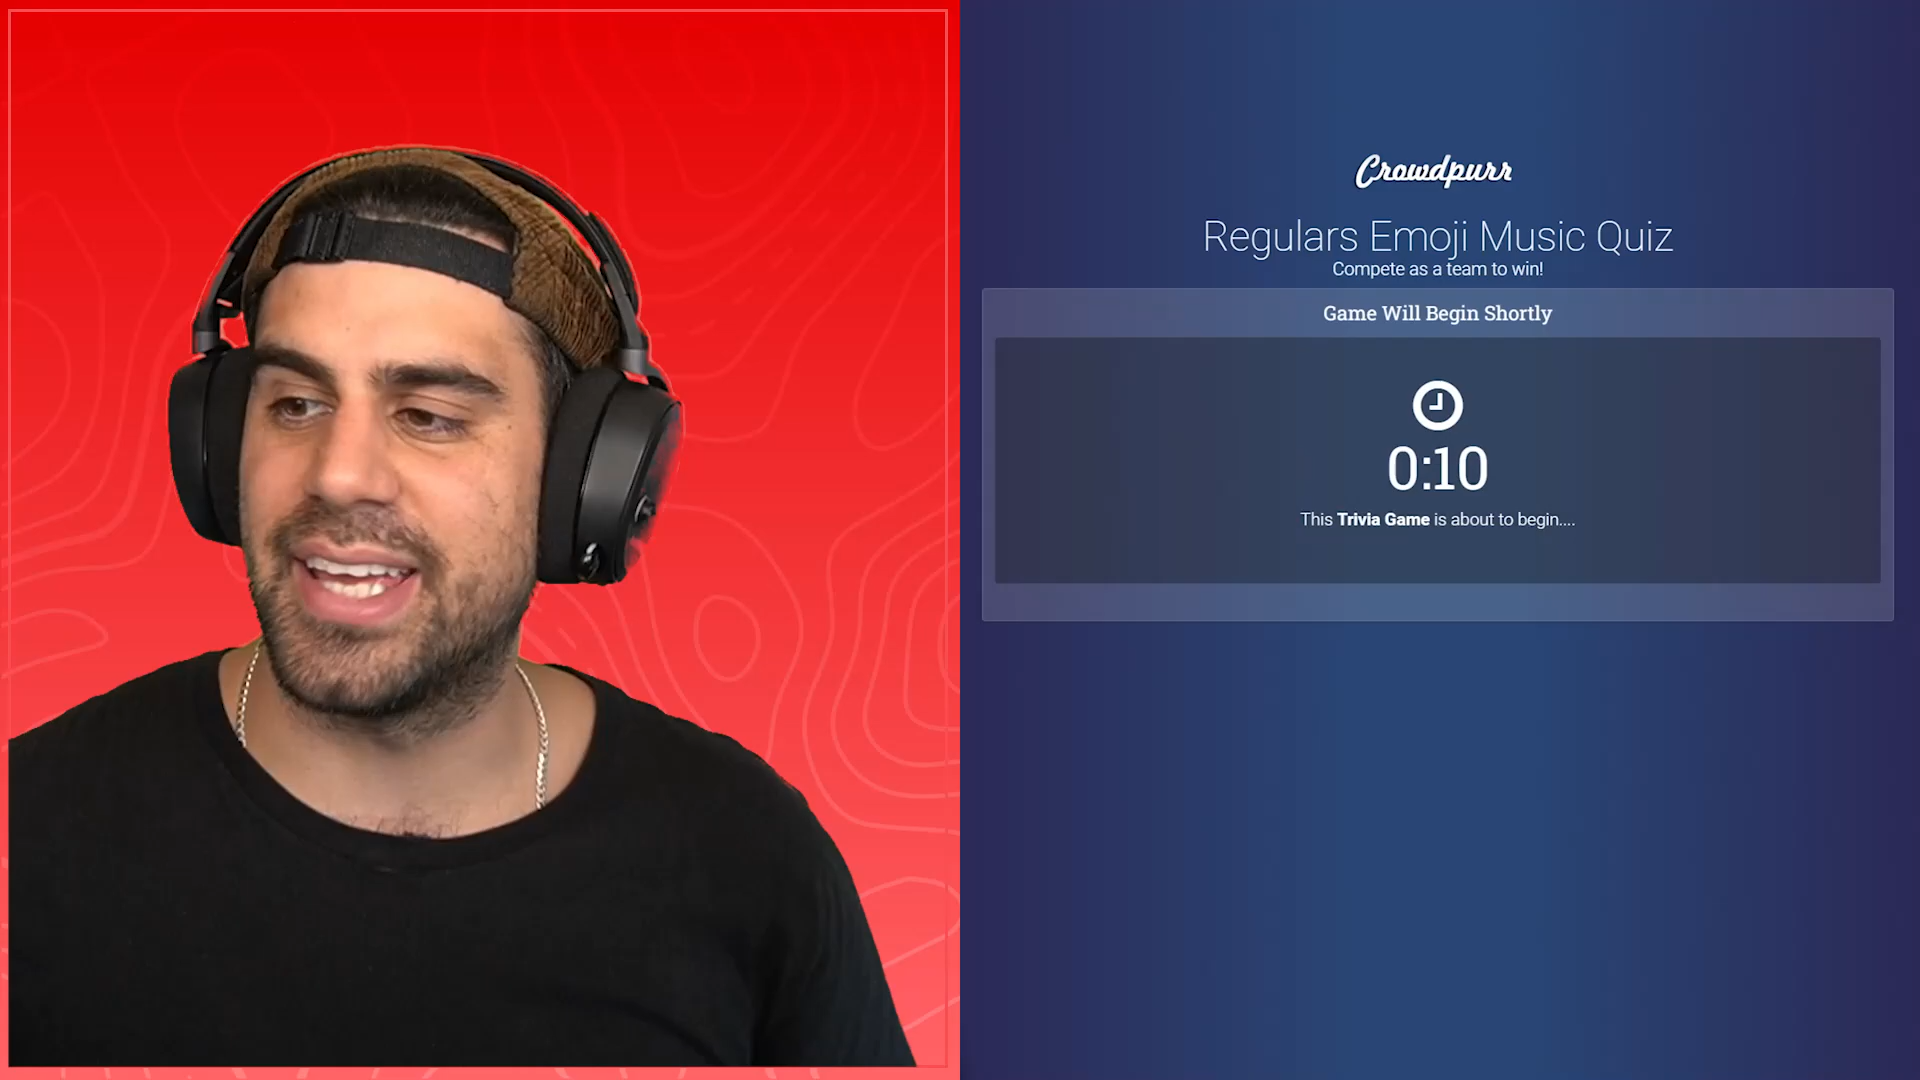 Crowdpurr
Regulars Emoji Music Quiz
Compete as a team to win!
Game Will Begin Shortly
0:10
This Trivia Game is about to begin....